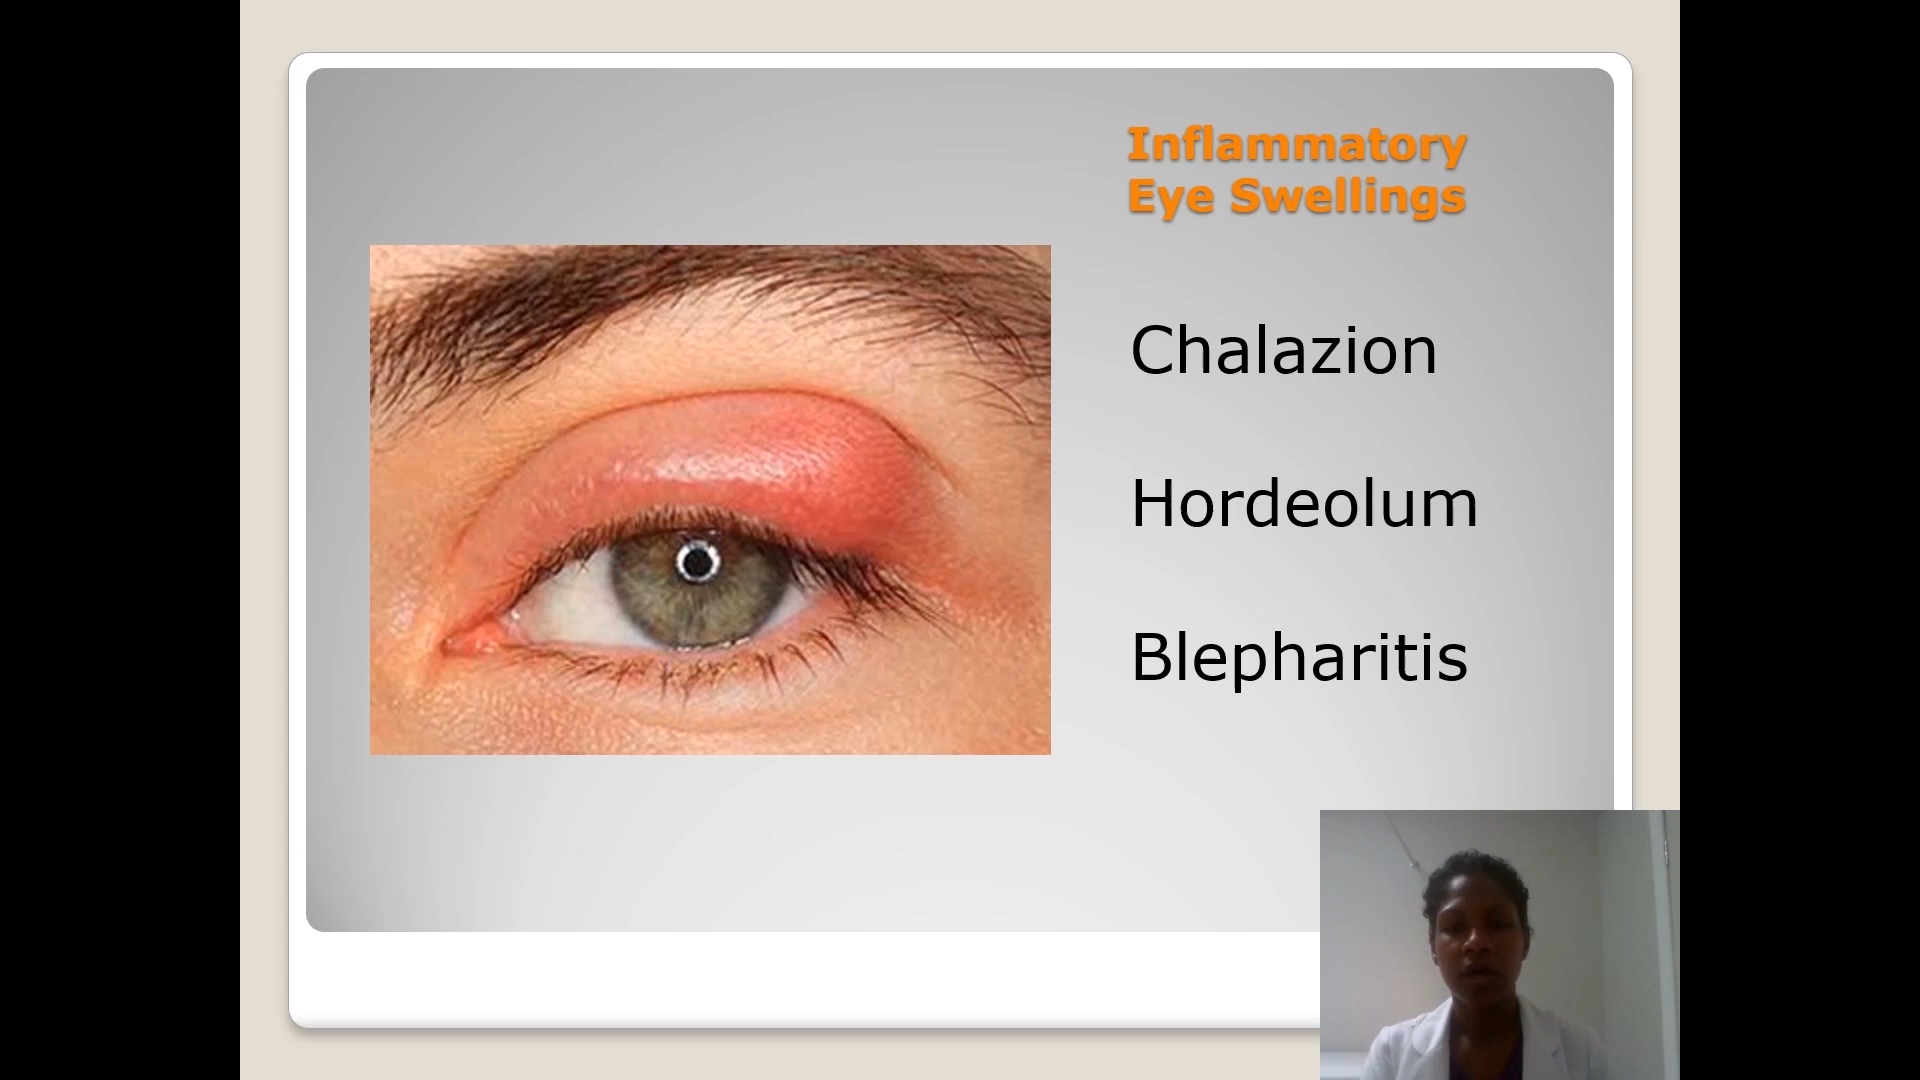 Inflammatory
Eye Swellings
Chalazion
Hordeolum
Blepharitis